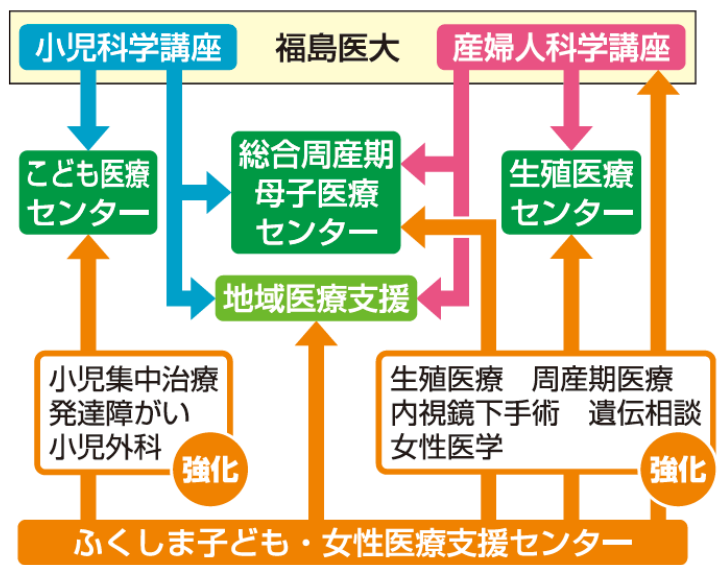 小児科学講座
福島医大
産婦人科学講座
こども医療
センター
総合周産期
母子医療
センター
生殖医療
センター
地域医療支援
小児集中治療
発達障がい
小児外科
強化
生殖医療　周産期医療
内視鏡下手術　遺伝相談
女性医学
強化
ふくしま子ども・女性医療支援センター